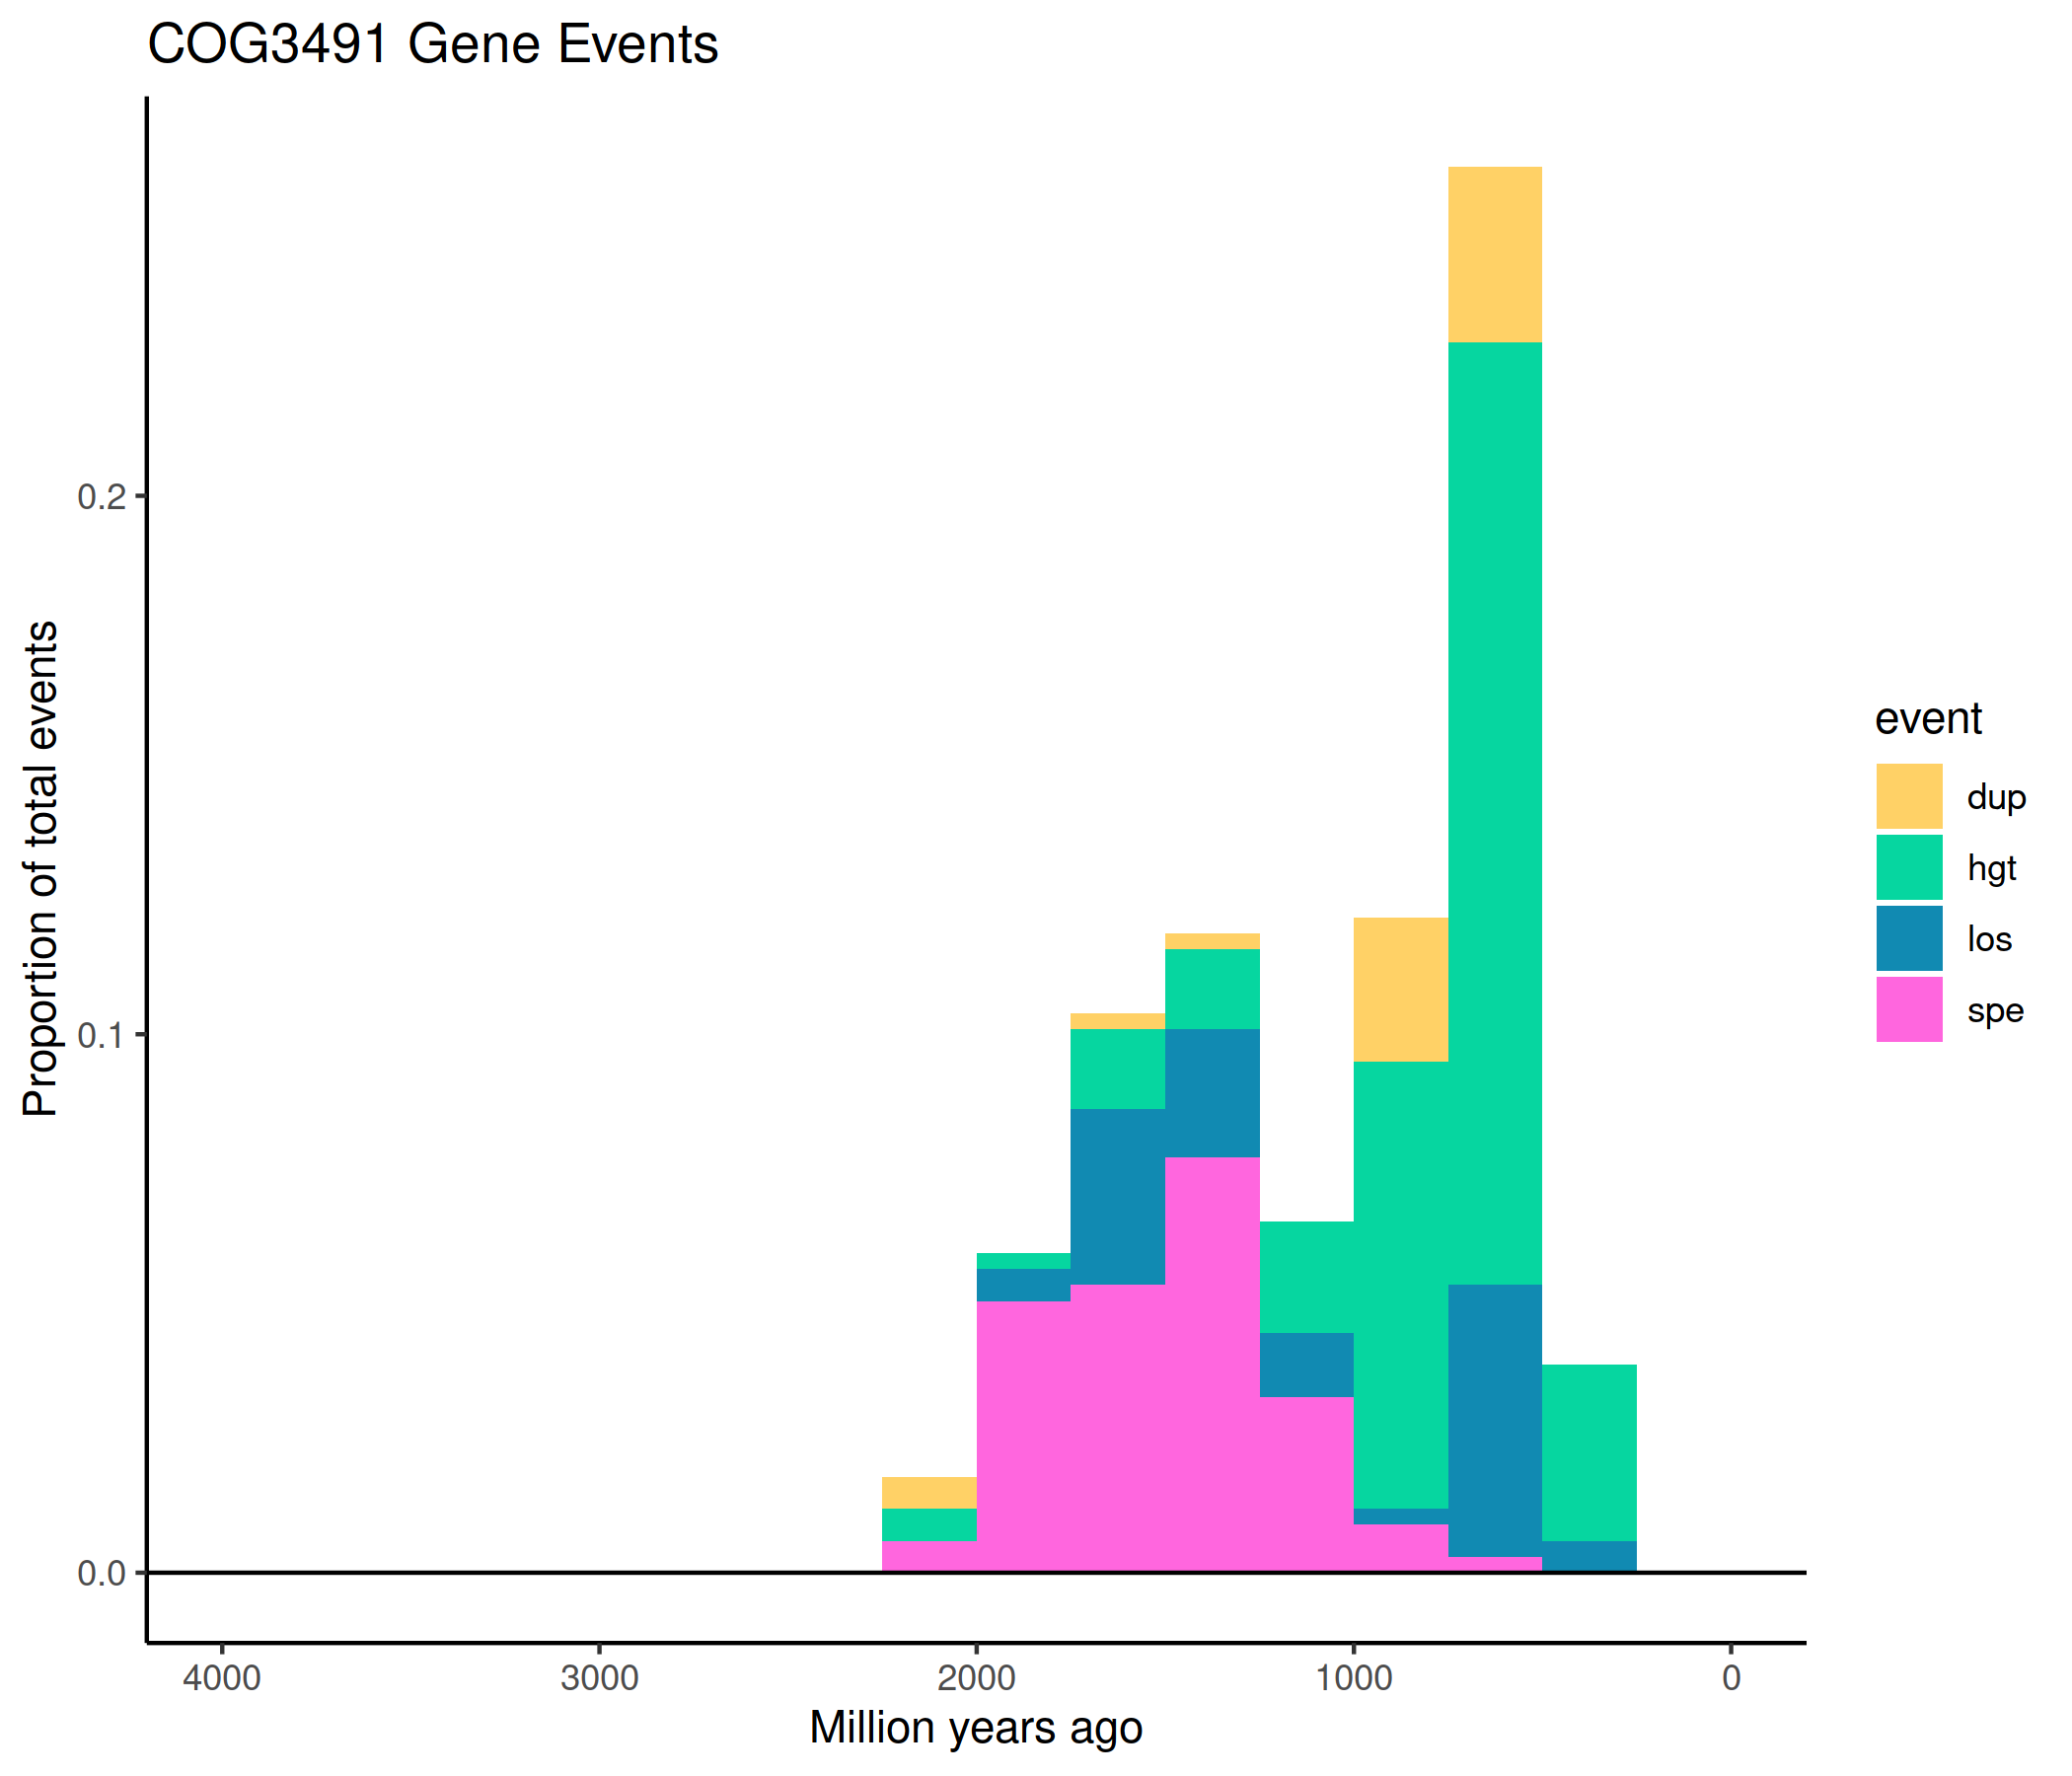 COG3491 Gene Events
Proportion of total events
0.2
0.1
0.0
4000 3000 2000 1000 0
Million years ago
event
dup
hgt
los
spe